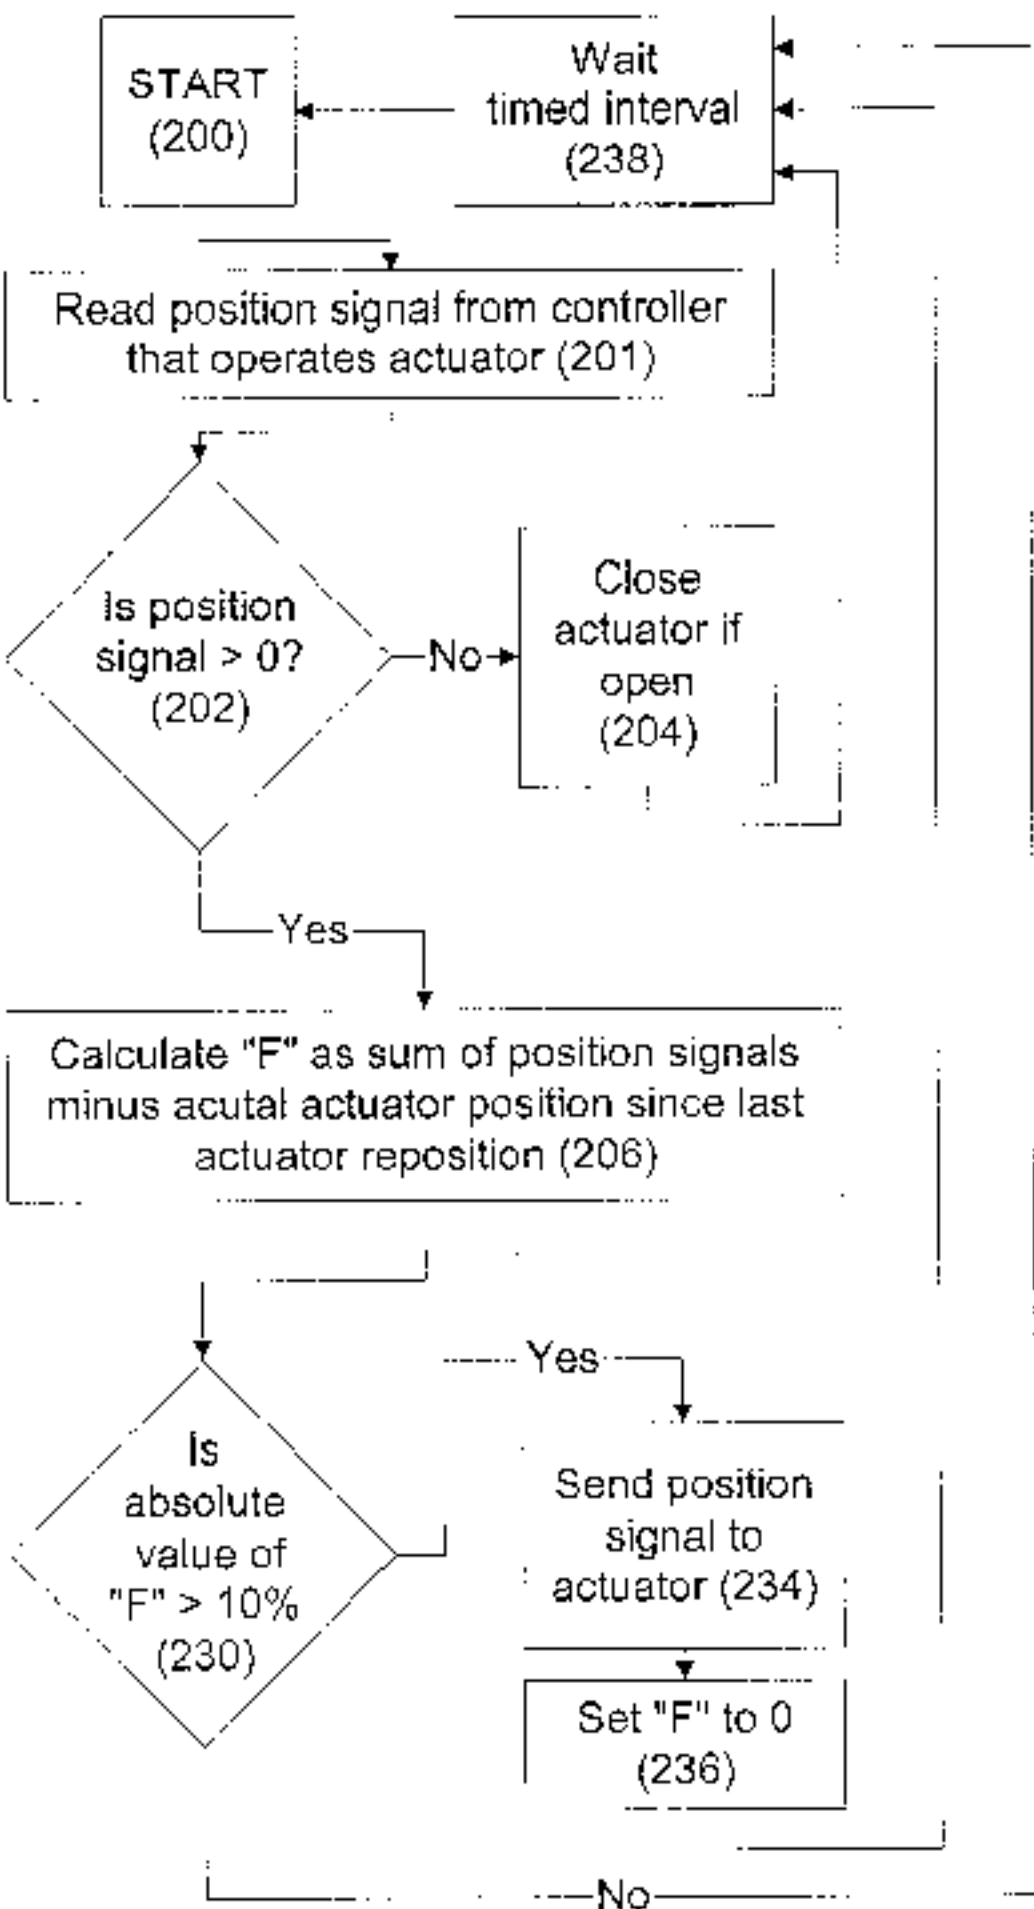 START
(200)
Wait
timed interval
(238)
Read position signal from controller
that operates actuator (201)
Is position
signal > 0?
(202)
No
Close
actuator if
open
(204)
Yes
Calculate "F" as sum of position signals
minus acutal actuator position since last
actuator reposition (206)
Yes
Is
absolute
value of
"F" > 10%
(230)
Send position
signal to
actuator (234)
Set "F" to 0
(236)
No